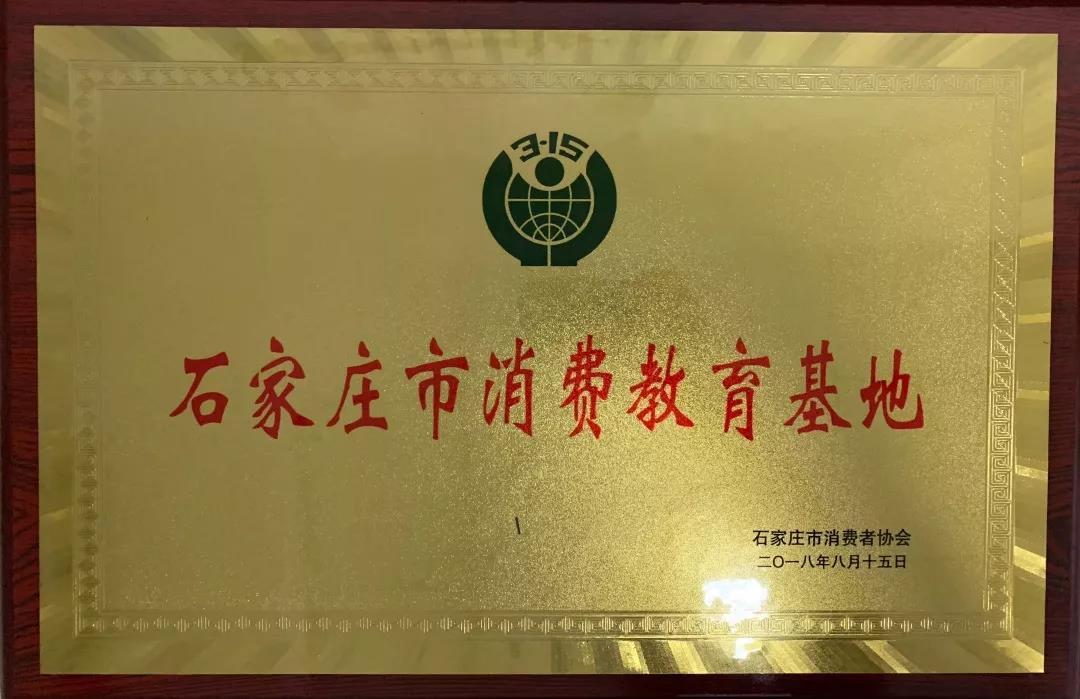 3·15
石家庄市消费教育基地
石家庄市消费者协会
二〇一八年八月十五日